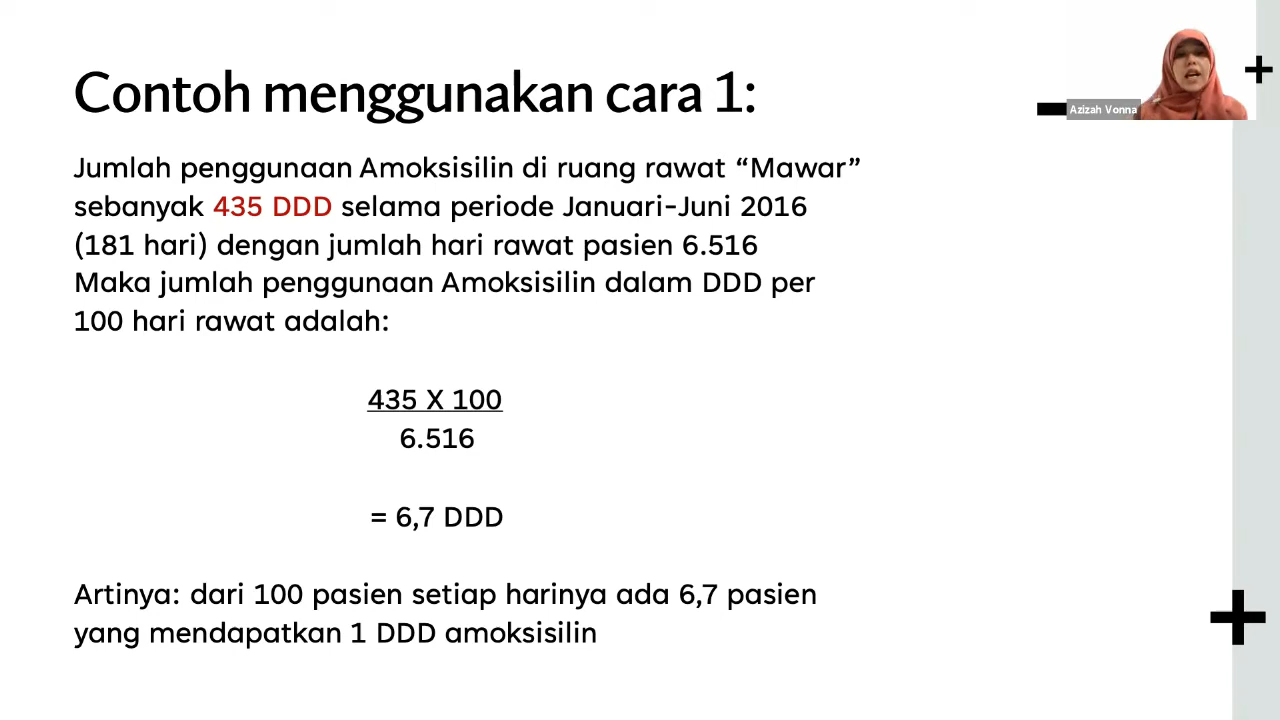 Contoh menggunakan cara 1:
Azizah Vonna
Jumlah penggunaan Amoksisilin di ruang rawat “Mawar”
sebanyak 435 DDD selama periode Januari-Juni 2016
(181 hari) dengan jumlah hari rawat pasien 6.516
Maka jumlah penggunaan Amoksisilin dalam DDD per
100 hari rawat adalah:
435 X 100
6.516
= 6,7 DDD
Artinya: dari 100 pasien setiap harinya ada 6,7 pasien
yang mendapatkan 1 DDD amoksisilin